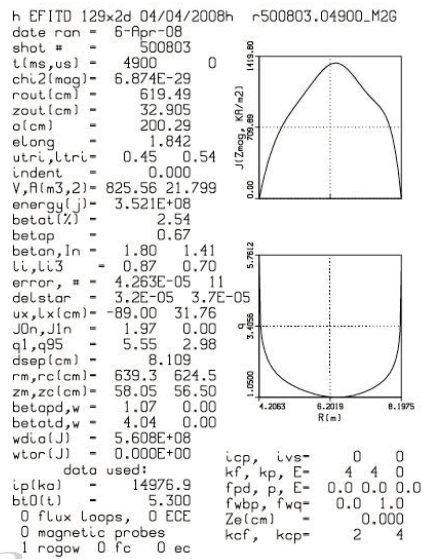 h EFITD 129x2d 04/04/2008h r500803.04900_M2G
date ran = 6-Apr-08
shot # = 500803
t(ms,us) = 4900 0
chi2(mag)= 6.874E-29
rout(cm) = 619.49
zout(cm) = 32.905
a(cm) = 200.29
elong = 1.842
utri,ltri= 0.45 0.54
indent = 0.000
V,A(m3,2)= 825.56 21.799
energy(j)= 3.521E+08
betat(%) = 2.54
betap = 0.67
betan,In = 1.80 1.41
li,li3 = 0.87 0.70
error, # = 4.263E-05 11
delstar = 3.2E-05 3.7E-05
ux,lx(cm)= -89.00 31.76
J0n,J1n = 1.97 0.00
q1,q95 = 5.55 2.98
dsep(cm) = 8.109
rm,rc(cm)= 639.3 624.5
zm,zc(cm)= 58.05 56.50
betapd,w = 1.07 0.00
betatd,w = 4.04 0.00
wdia(J) = 5.608E+08
wtor(J) = 0.000E+00
data used:
ip(ka) = 14976.9
bt0(t) = 5.300
0 flux loops, 0 ECE
0 magnetic probes
1 rogow 0 fc 0 ec
1419.80
709.89
0.00
J(Zmag, KA/m2)
5.7612
3.4056
1.0500
q
4.2063 6.2019 8.1975
R(m)
icp, ivs= 0 0
kf, kp, E= 4 4 0
fpd, p, E= 0.0 0.0 0.0
fwbp, fwq= 0.0 1.0
Ze(cm) = 0.000
kcf, kcp= 2 4